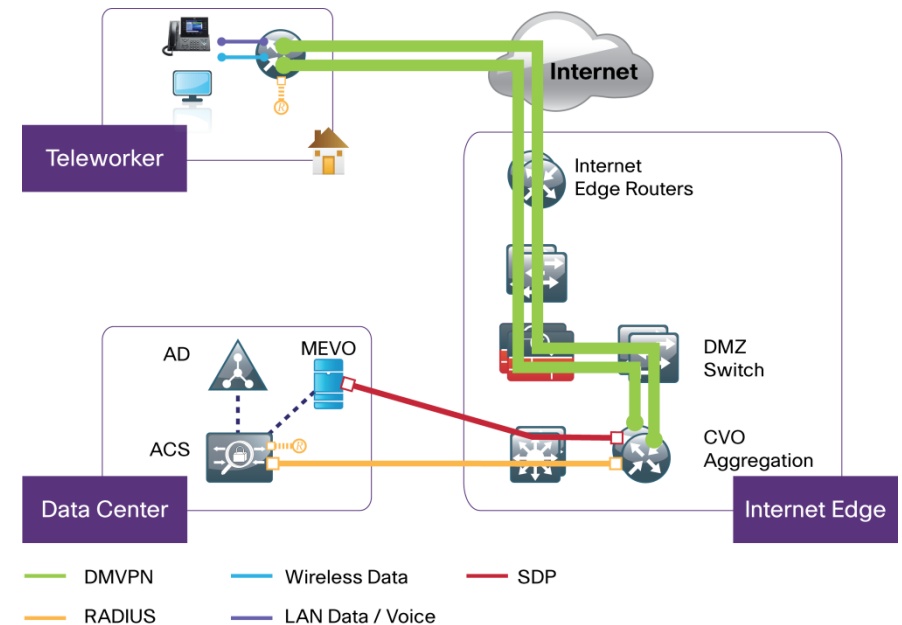 Internet
Teleworker
Internet
Edge Routers
AD
MEVO
DMZ
Switch
ACS
R
R
CVO
Aggregation
Data Center
Internet Edge
DMVPN
Wireless Data
SDP
RADIUS
LAN Data / Voice